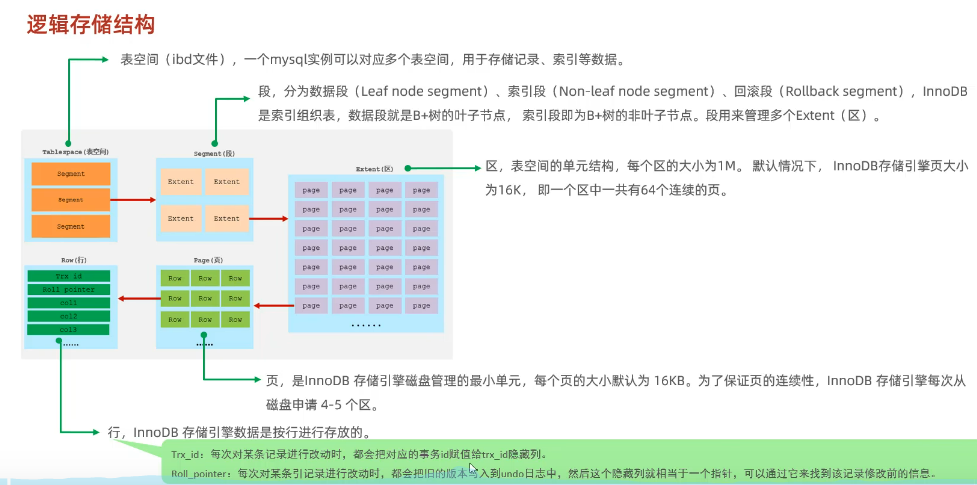 逻辑存储结构
表空间（ibd文件），一个mysql实例可以对应多个表空间，用于存储记录、索引等数据。
段，分为数据段（Leaf node segment）、索引段（Non-leaf node segment）、回滚段（Rollback segment），InnoDB
是索引组织表，数据段就是B+树的叶子节点， 索引段即为B+树的非叶子节点。段用来管理多个Extent（区）。
Tablespace(表空间)
Segment
Segment
Segment
Segment(段)
Extent Extent
Extent Extent
Extent(区)
page page page page
page page page page
page page page page
page page page page
page page page page
page page page page
page page page page
......
区，表空间的单元结构，每个区的大小为1M。 默认情况下， InnoDB存储引擎页大小
为16K， 即一个区中一共有64个连续的页。
Row(行)
Trx id
Roll pointer
col1
col2
col3
......
Page(页)
Row Row Row
Row Row Row
Row Row Row
......
页，是InnoDB 存储引擎磁盘管理的最小单元，每个页的大小默认为 16KB。为了保证页的连续性，InnoDB 存储引擎每次从
磁盘申请 4-5 个区。
行，InnoDB 存储引擎数据是按行进行存放的。
Trx_id：每次对某条记录进行改动时，都会把对应的事务id赋值给trx_id隐藏列。
Roll_pointer：每次对某条引记录进行改动时，都会把旧的版本写入到undo日志中，然后这个隐藏列就相当于一个指针，可以通过它来找到该记录修改前的信息。